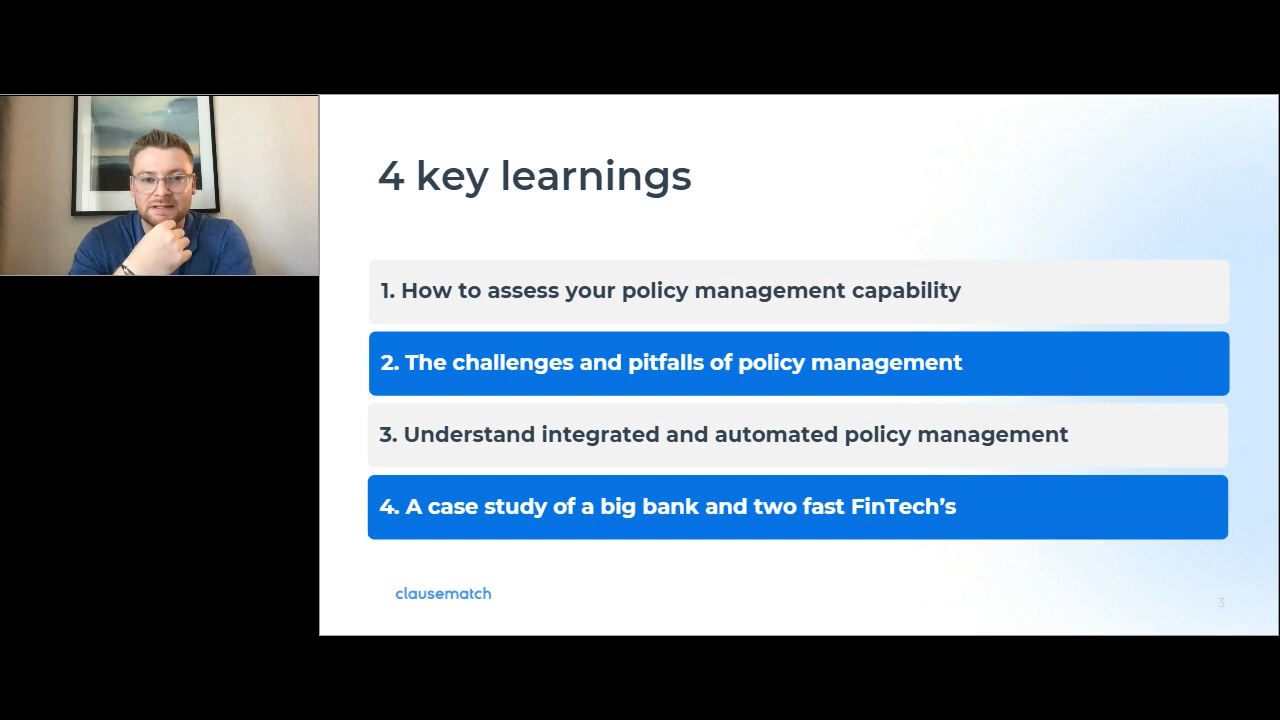 4 key learnings
1. How to assess your policy management capability
2. The challenges and pitfalls of policy management
3. Understand integrated and automated policy management
4. A case study of a big bank and two fast FinTech’s
clausematch
3